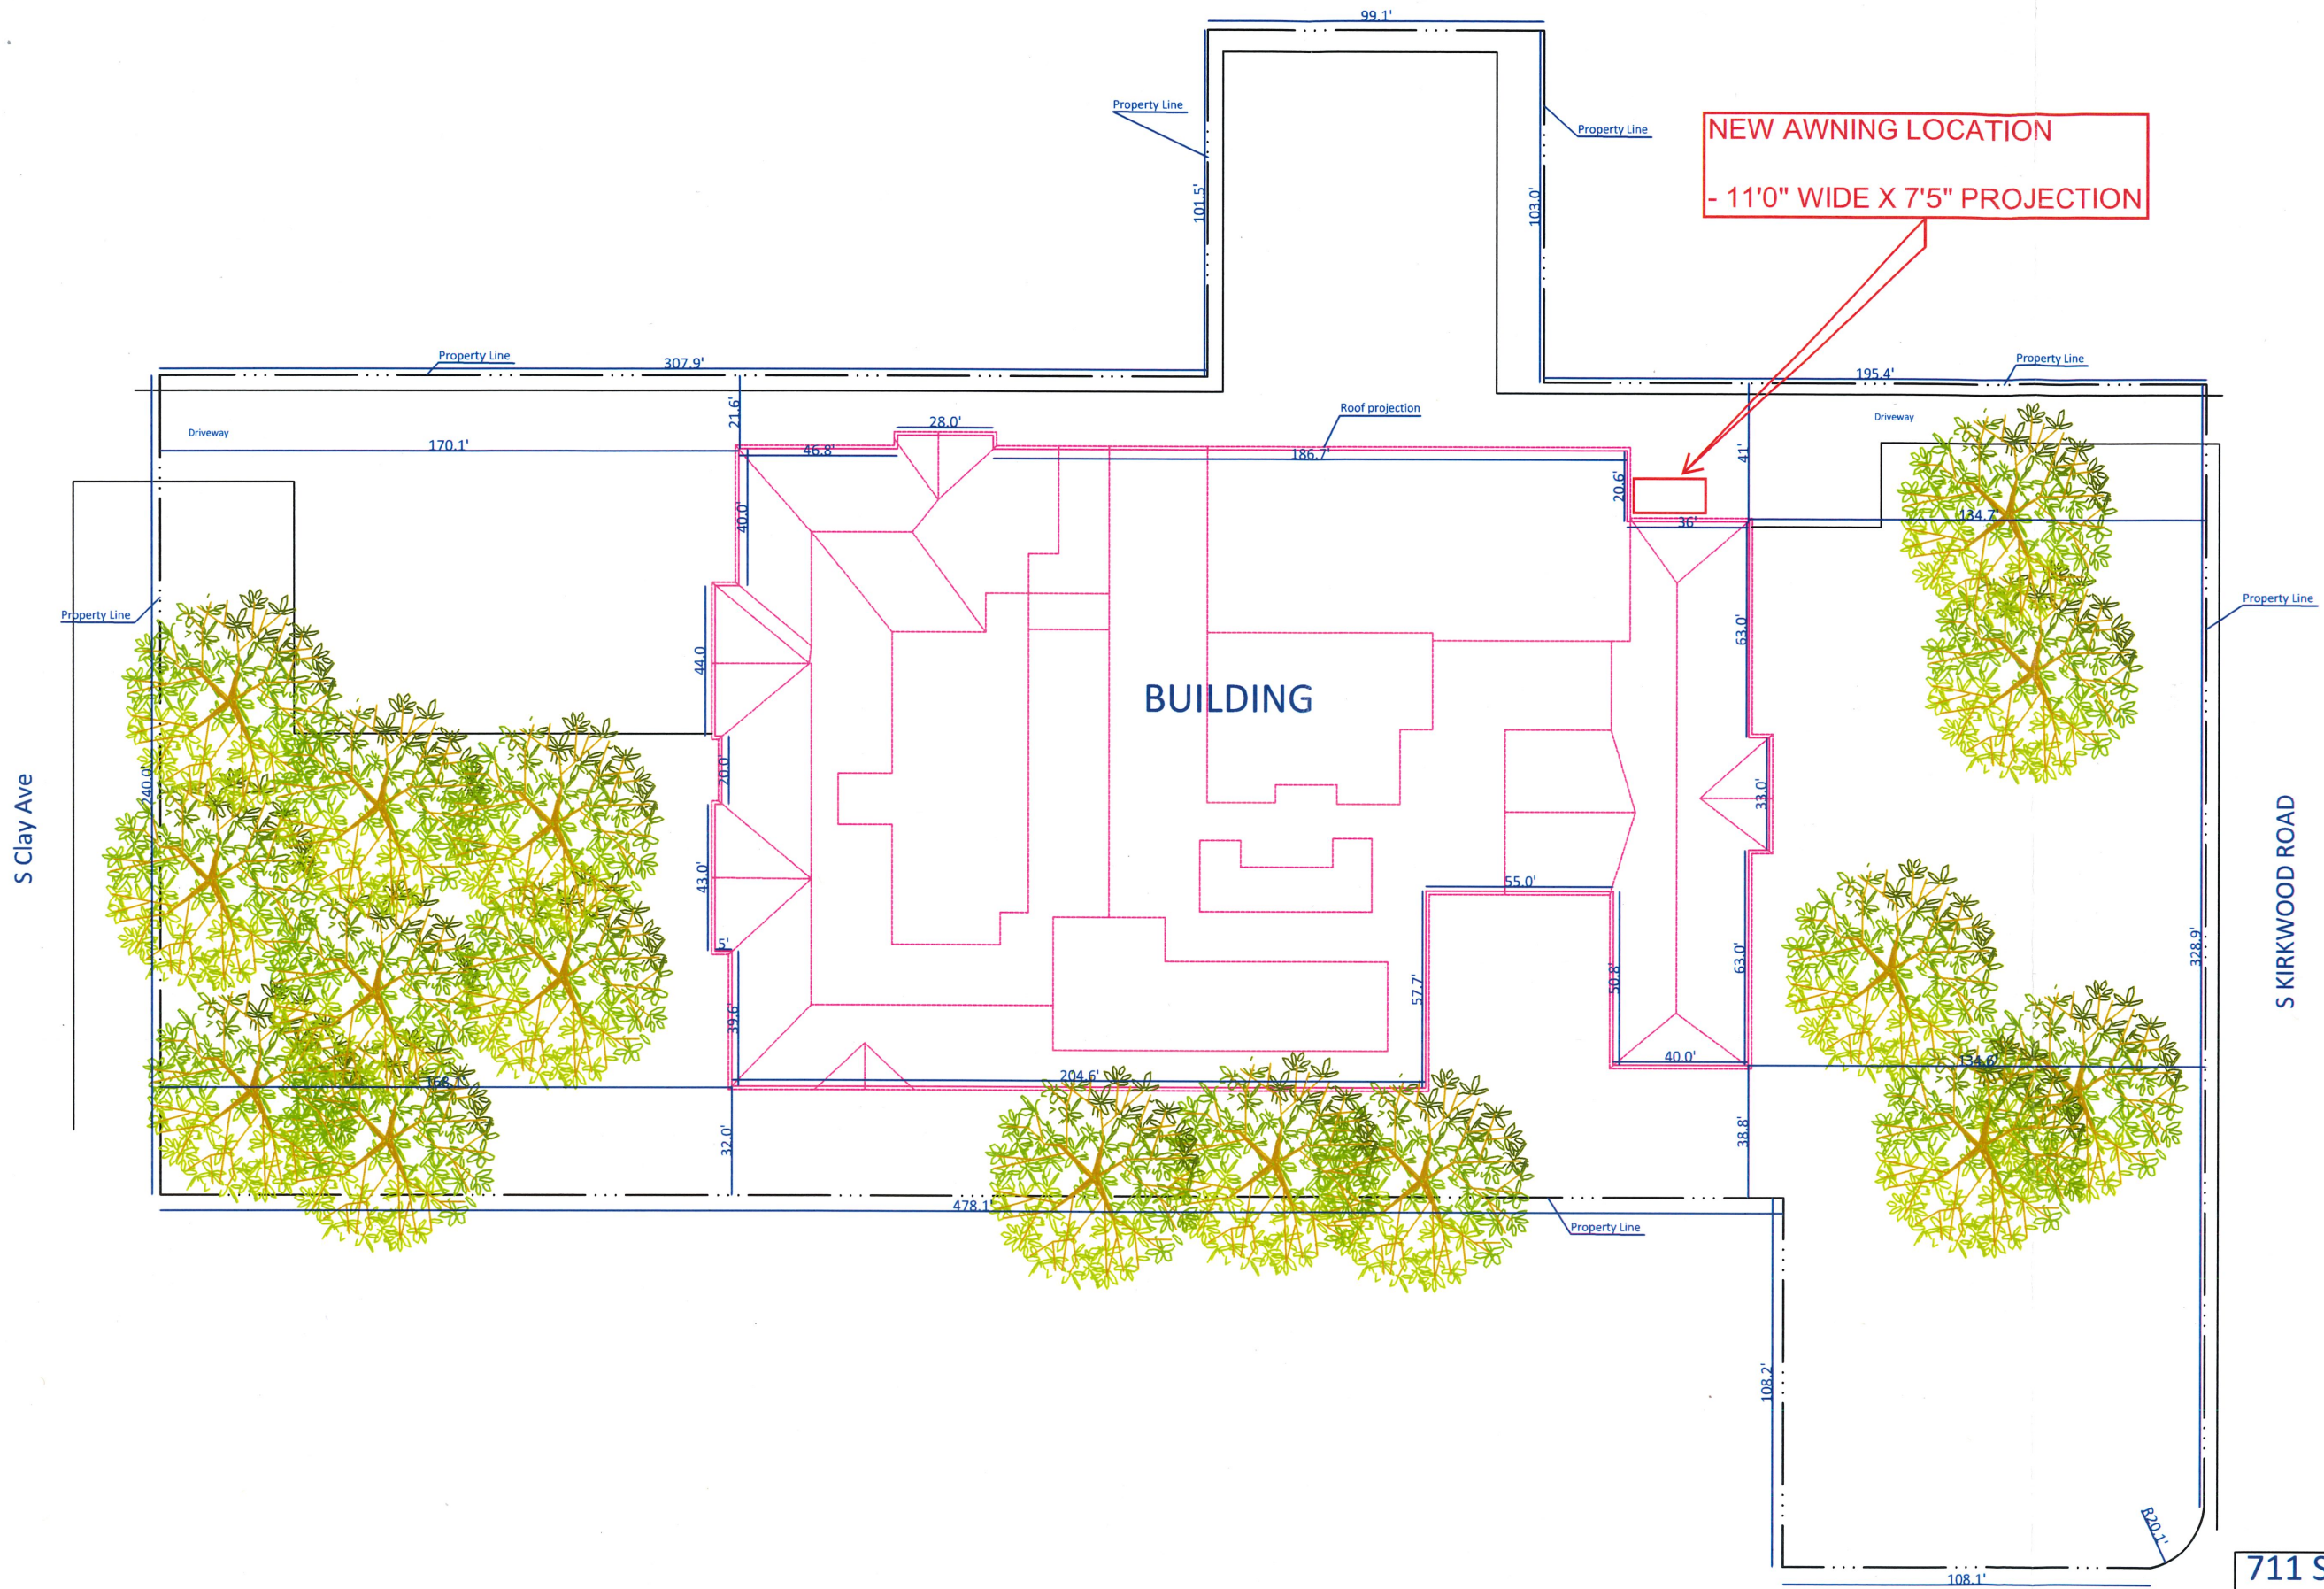 99.1'
Property Line
Property Line
NEW AWNING LOCATION
- 11'0" WIDE X 7'5" PROJECTION
101.5'
103.0'
Property Line
307.9'
Property Line
195.4'
Driveway
170.1'
21.6'
28.0'
46.8'
Roof projection
186.7'
Driveway
41'
20.6'
36'
134.7'
40.0'
Property Line
Property Line
44.0
63.0'
BUILDING
240.0'
20.0'
33.0'
S Clay Ave
S KIRKWOOD ROAD
43.0'
55.0'
5'
328.9'
57.7'
50.8'
63.0'
39.6'
40.0'
134.6'
168.1'
204.6'
32.0'
38.8'
478.1'
Property Line
108.2'
R20.1'
108.1'
711 S